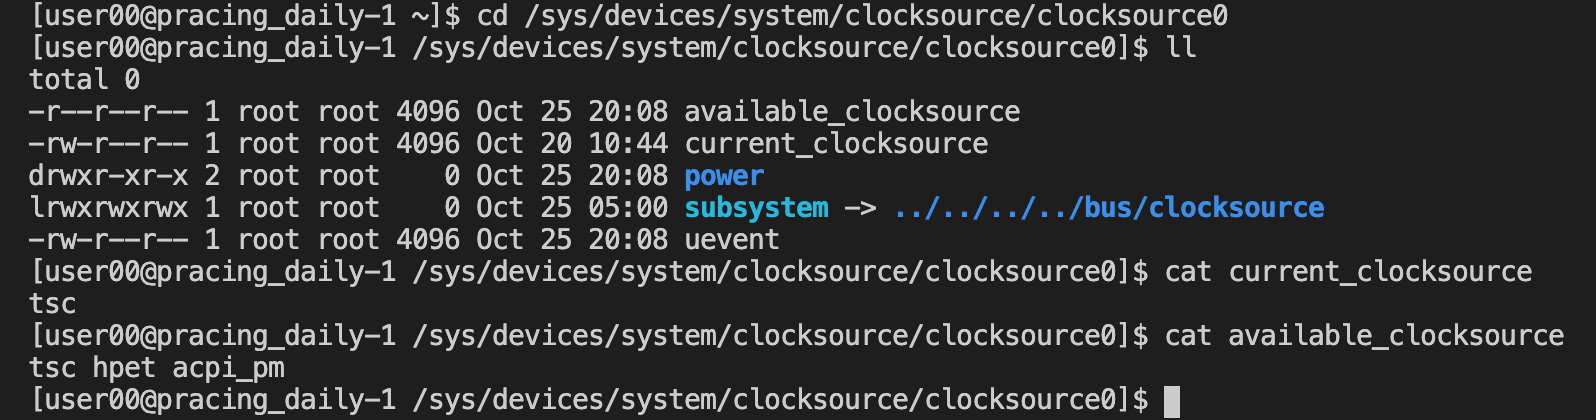 [user00@pracing_daily-1 ~]$ cd /sys/devices/system/clocksource/clocksource0
[user00@pracing_daily-1 /sys/devices/system/clocksource/clocksource0]$ ll
total 0
-r--r--r-- 1 root root 4096 Oct 25 20:08 available_clocksource
-rw-r--r-- 1 root root 4096 Oct 20 10:44 current_clocksource
drwxr-xr-x 2 root root    0 Oct 25 20:08 power
lrwxrwxrwx 1 root root    0 Oct 25 05:00 subsystem -> ../../../../bus/clocksource
-rw-r--r-- 1 root root 4096 Oct 25 20:08 uevent
[user00@pracing_daily-1 /sys/devices/system/clocksource/clocksource0]$ cat current_clocksource
tsc
[user00@pracing_daily-1 /sys/devices/system/clocksource/clocksource0]$ cat available_clocksource
tsc hpet acpi_pm
[user00@pracing_daily-1 /sys/devices/system/clocksource/clocksource0]$